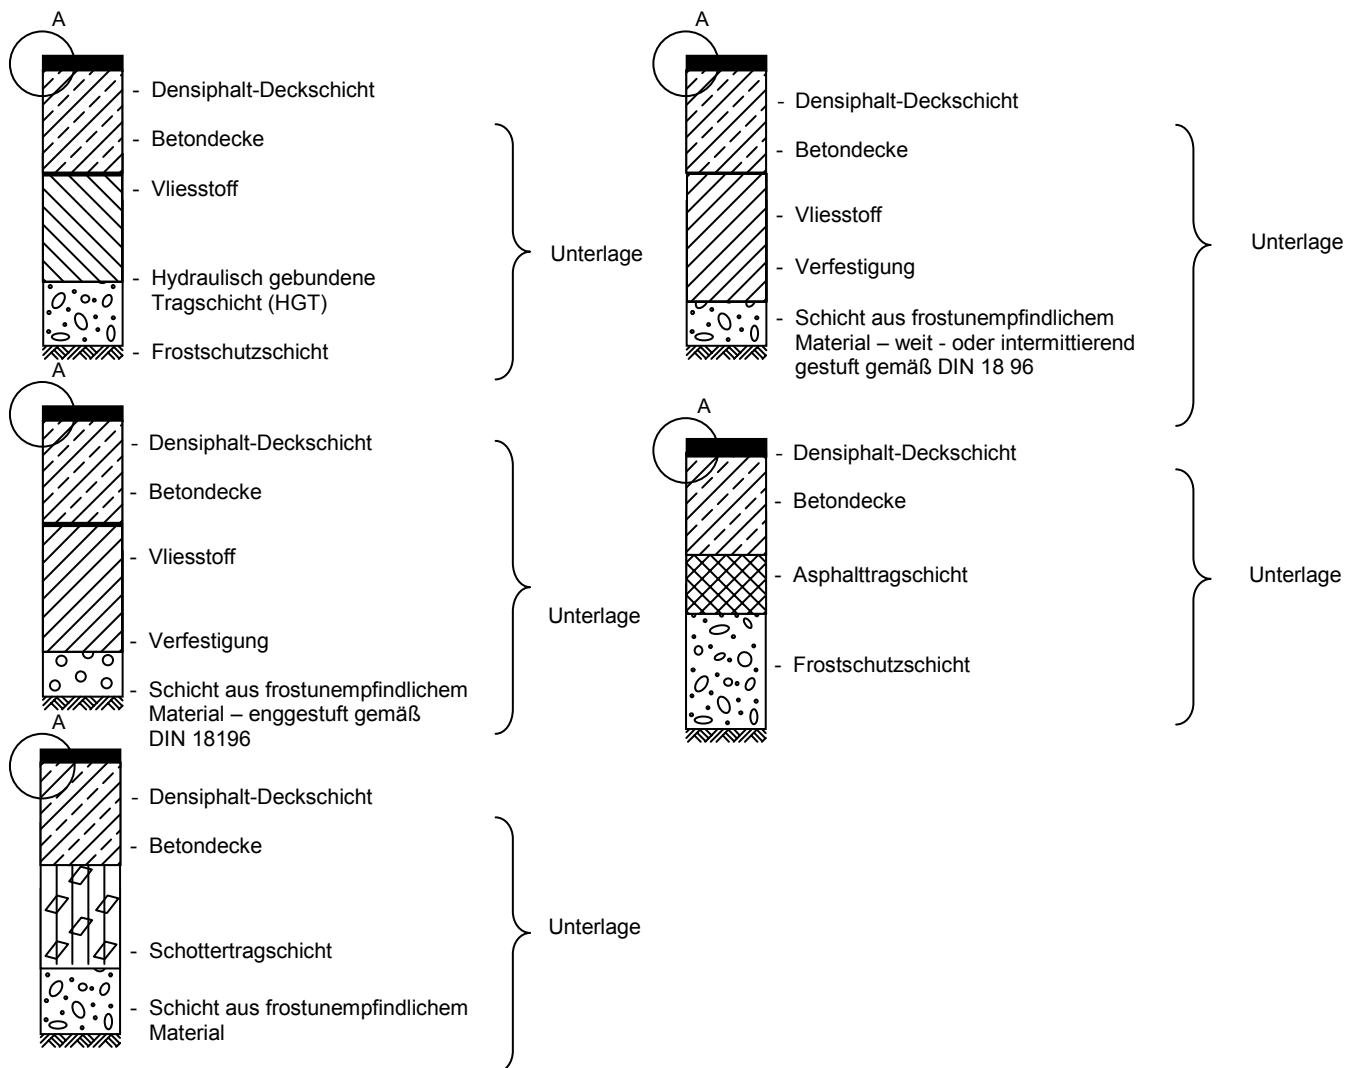 A
- Densiphalt-Deckschicht
- Betondecke
- Vliesstoff
- Hydraulisch gebundene
Tragschicht (HGT)
- Frostschutzschicht
Unterlage
A
- Densiphalt-Deckschicht
- Betondecke
- Vliesstoff
- Verfestigung
- Schicht aus frostunempfindlichem
Material – weit - oder intermittierend
gestuft gemäß DIN 18 96
Unterlage
A
- Densiphalt-Deckschicht
- Betondecke
- Vliesstoff
- Verfestigung
- Schicht aus frostunempfindlichem
Material – enggestuft gemäß
DIN 18196
Unterlage
A
- Densiphalt-Deckschicht
- Betondecke
- Asphalttragschicht
- Frostschutzschicht
Unterlage
A
- Densiphalt-Deckschicht
- Betondecke
- Schottertragschicht
- Schicht aus frostunempfindlichem
Material
Unterlage